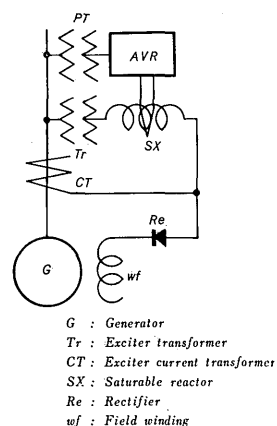 PT
AVR
SX
Tr
CT
Re
G
wf
G : Generator
Tr : Exciter transformer
CT : Exciter current transformer
SX : Saturable reactor
Re : Rectifier
wf : Field winding